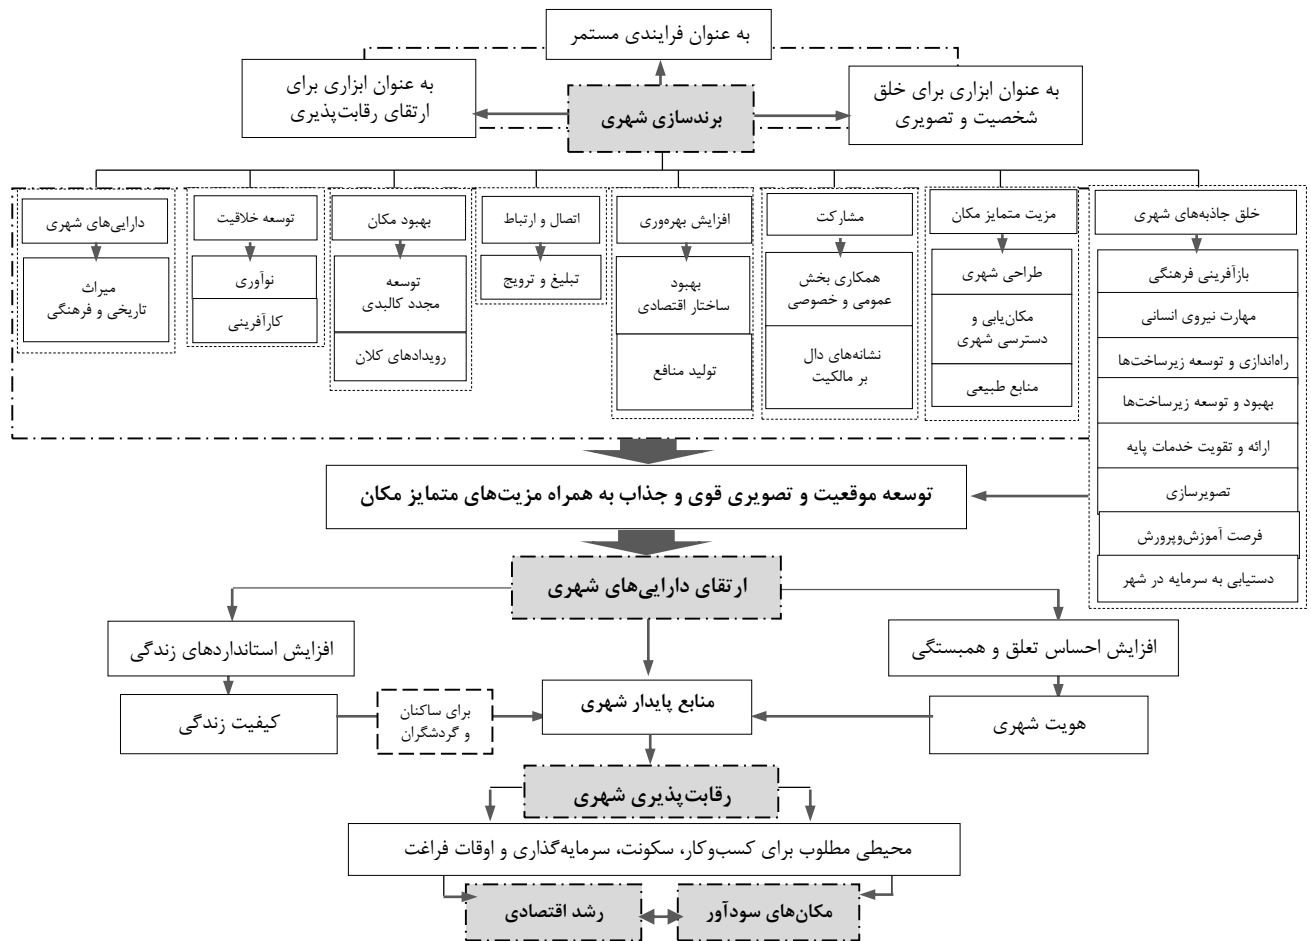 به عنوان فرایندی مستمر
به عنوان ابزاری برای خلق
شخصیت و تصویری
برندسازی شهری
به عنوان ابزاری برای
ارتقای رقابت‌پذیری
خلق جاذبه‌های شهری
بازآفرینی فرهنگی
مهارت نیروی انسانی
راه‌اندازی و توسعه زیرساخت‌ها
بهبود و توسعه زیرساخت‌ها
ارائه و تقویت خدمات پایه
تصویرسازی
فرصت آموزش‌وپرورش
دستیابی به سرمایه در شهر
مزیت متمایز مکان
طراحی شهری
مکان‌یابی و
دسترسی شهری
منابع طبیعی
مشارکت
همکاری بخش
عمومی و خصوصی
نشانه‌های دال
بر مالکیت
افزایش بهره‌وری
بهبود
ساختار اقتصادی
تولید منافع
اتصال و ارتباط
تبلیغ و ترویج
بهبود مکان
توسعه
مجدد کالبدی
رویدادهای کلان
توسعه خلاقیت
نوآوری
کارآفرینی
دارایی‌های شهری
میراث
تاریخی و فرهنگی
توسعه موقعیت و تصویری قوی و جذاب به همراه مزیت‌های متمایز مکان
ارتقای دارایی‌های شهری
افزایش احساس تعلق و همبستگی
افزایش استانداردهای زندگی
هویت شهری
منابع پایدار شهری
برای ساکنان
و گردشگران
کیفیت زندگی
رقابت‌پذیری شهری
محیطی مطلوب برای کسب‌وکار، سکونت، سرمایه‌گذاری و اوقات فراغت
مکان‌های سودآور
رشد اقتصادی